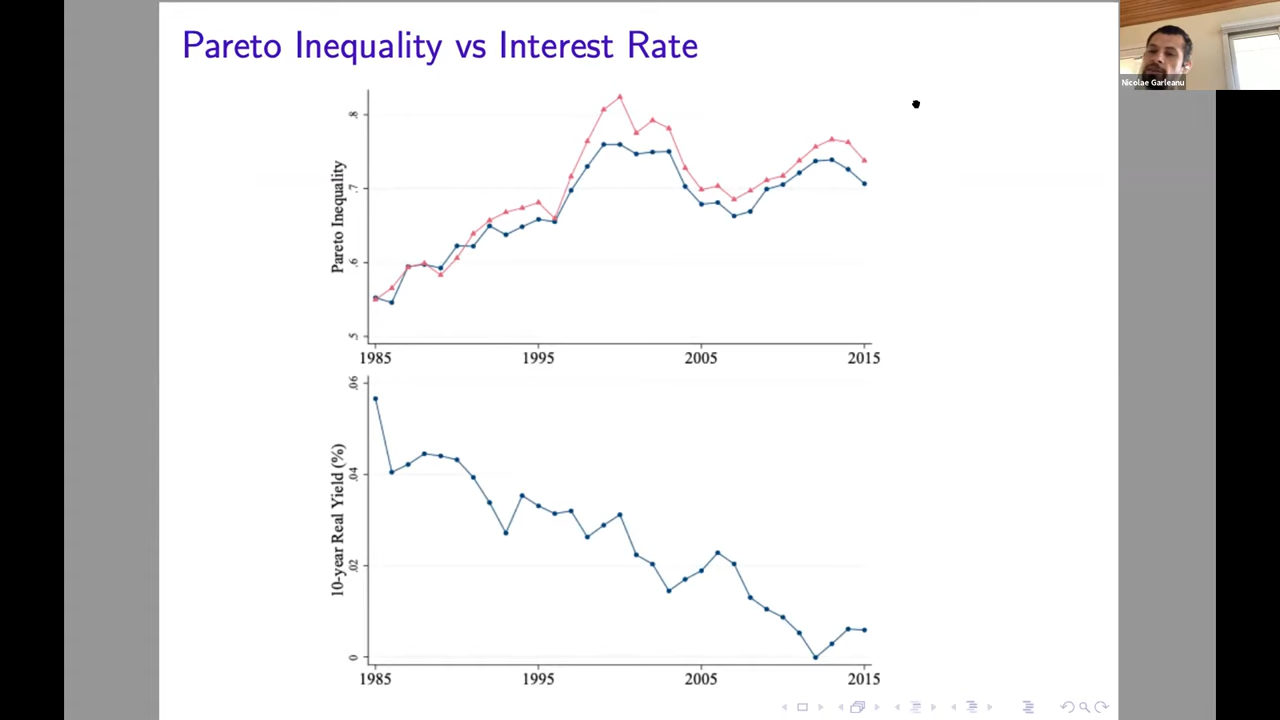 Pareto Inequality vs Interest Rate
Nicolae Garleanu
Pareto Inequality
.8
.7
.6
.5
1985 1995 2005 2015
10-year Real Yield (%)
.06
.04
.02
0
1985 1995 2005 2015